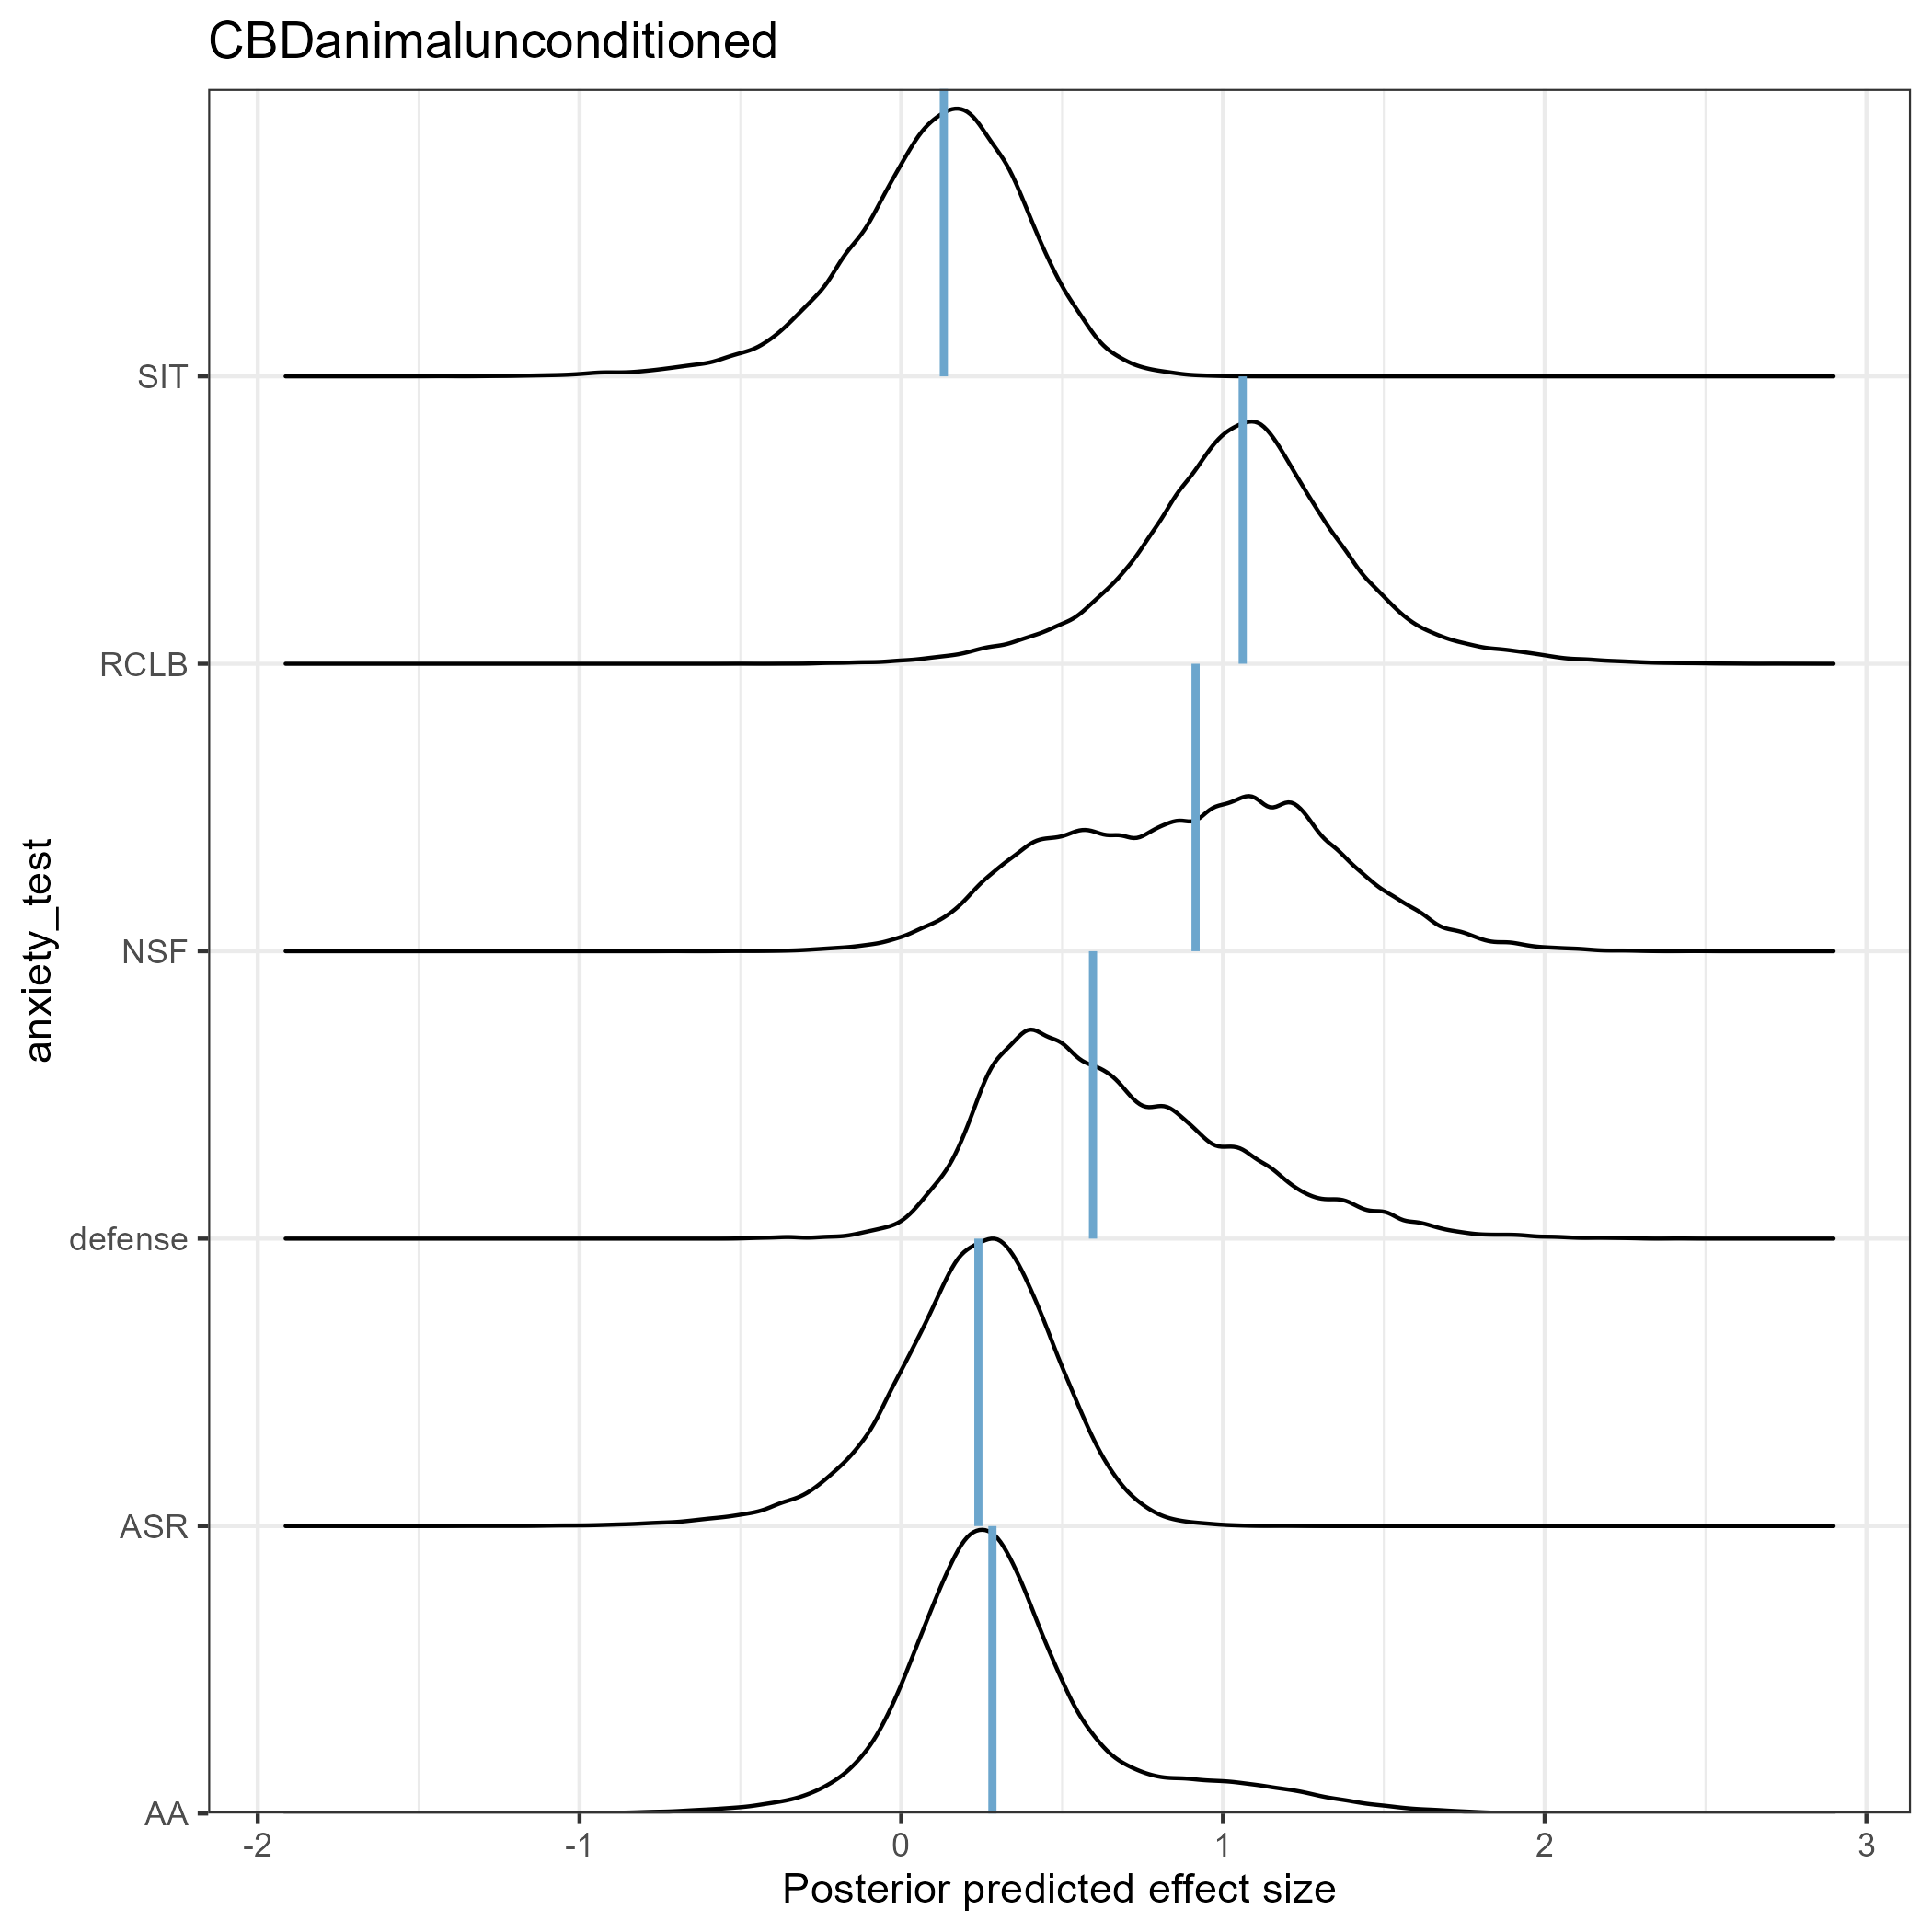 CBDanimalunconditioned
anxiety_test
SIT
RCLB
NSF
defense
ASR
AA
-2 -1 0 1 2 3
Posterior predicted effect size